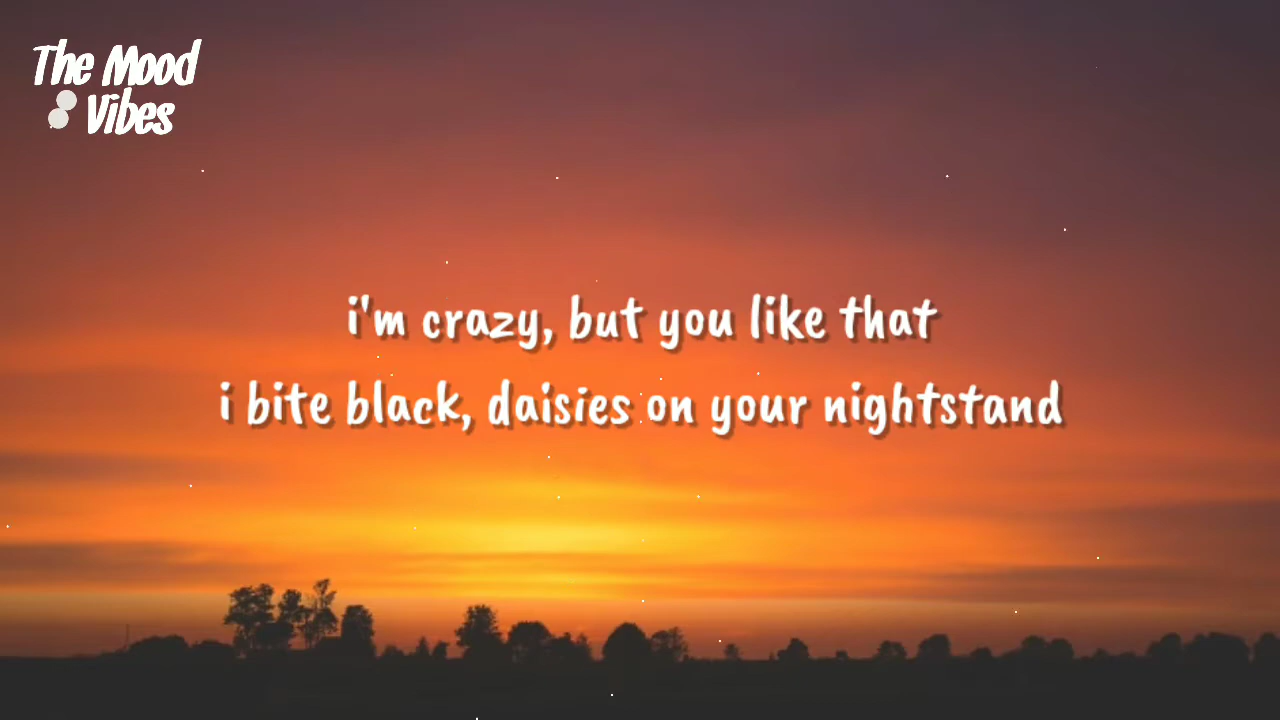 The Mood
Vibes
i'm crazy, but you like that
i bite black, daisies on your nightstand